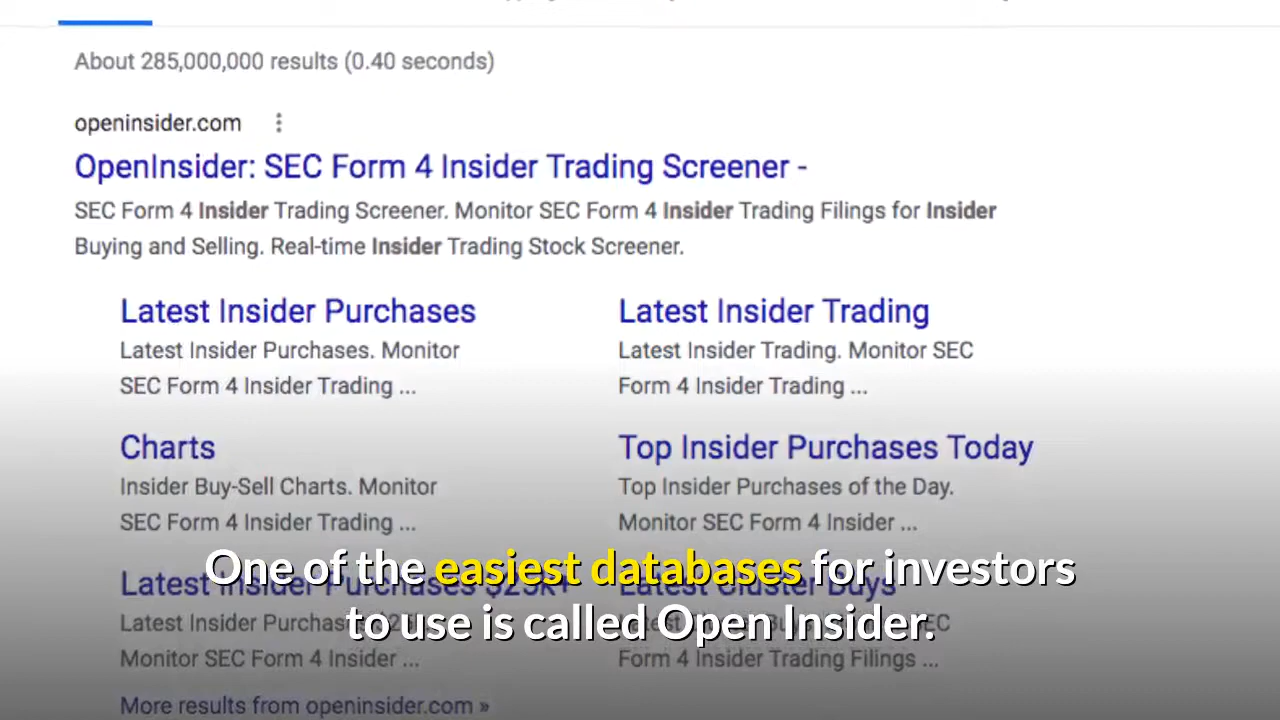 About 285,000,000 results (0.40 seconds)
openinsider.com
OpenInsider: SEC Form 4 Insider Trading Screener -
SEC Form 4 Insider Trading Screener. Monitor SEC Form 4 Insider Trading Filings for Insider
Buying and Selling. Real-time Insider Trading Stock Screener.
Latest Insider Purchases
Latest Insider Purchases. Monitor
SEC Form 4 Insider Trading ...
Latest Insider Trading
Latest Insider Trading. Monitor SEC
Form 4 Insider Trading ...
Charts
Insider Buy-Sell Charts. Monitor
SEC Form 4 Insider Trading ...
Top Insider Purchases Today
Top Insider Purchases of the Day.
Monitor SEC Form 4 Insider ...
Latest Insider Purchases $25k+
Latest Insider
Monitor SEC Form 4 Insider ...
Latest Cluster Buys
Form 4 Insider Trading Filings ...
More results from openinsider.com »
One of the easiest databases for investors
to use is called Open Insider.